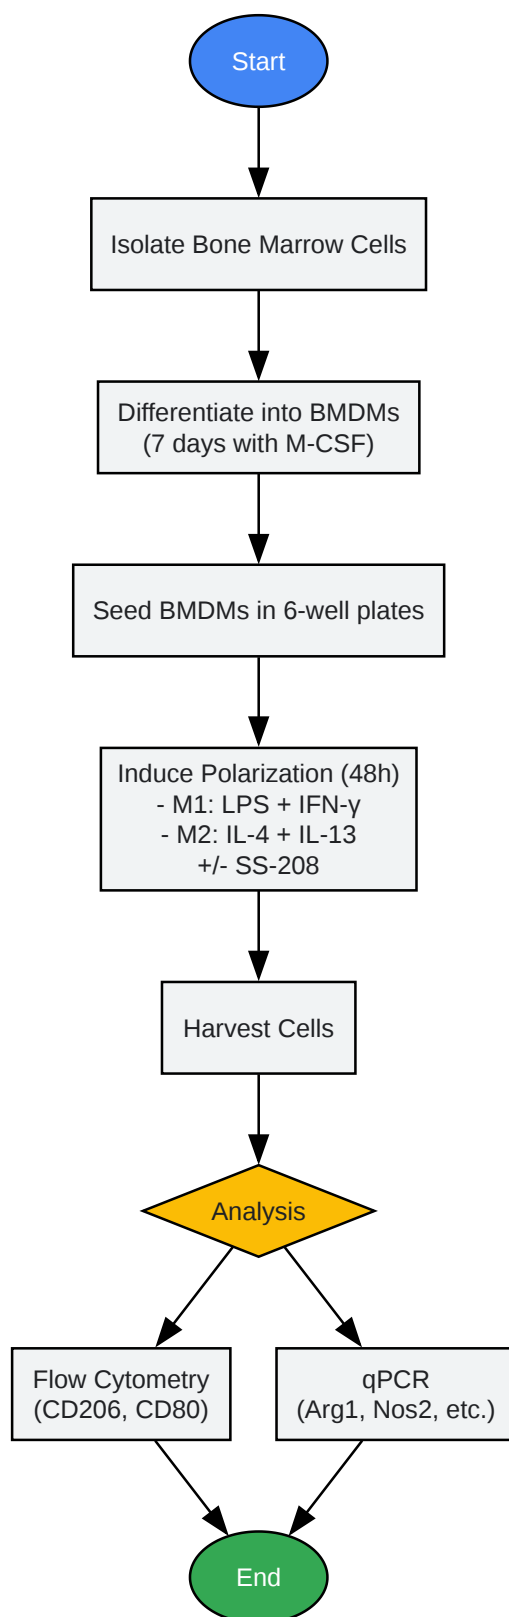 Start
Isolate Bone Marrow Cells
Differentiate into BMDMs
(7 days with M-CSF)
Seed BMDMs in 6-well plates
Induce Polarization (48h)
- M1: LPS + IFN-γ
- M2: IL-4 + IL-13
+/- SS-208
Harvest Cells
Analysis
Flow Cytometry
(CD206, CD80)
qPCR
(Arg1, Nos2, etc.)
End